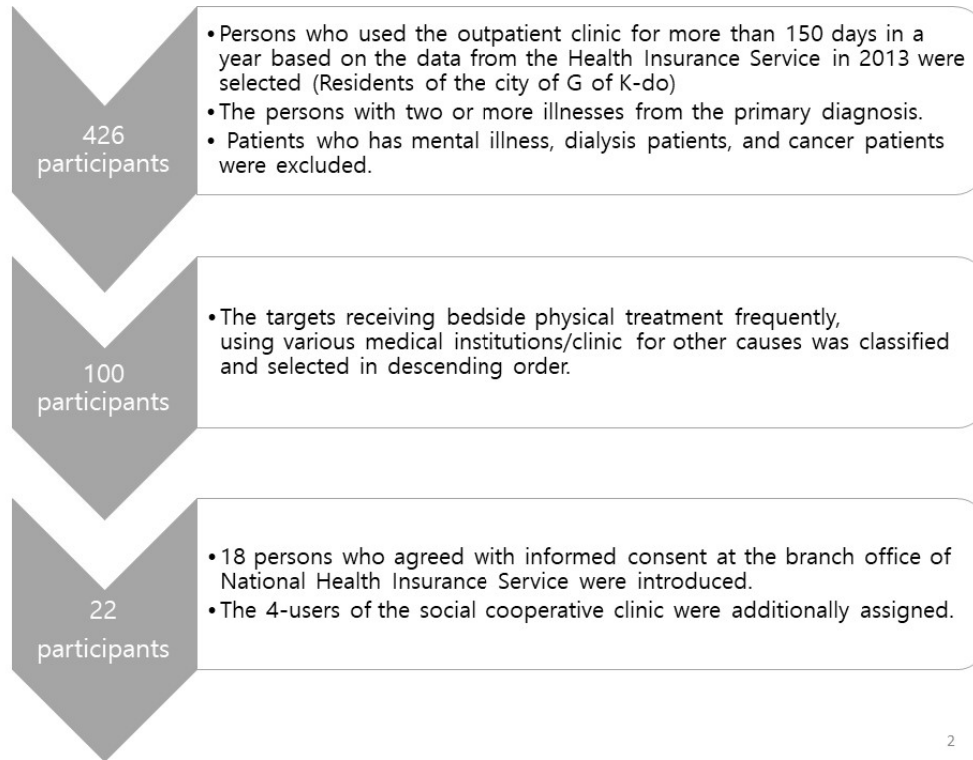 426
participants
• Persons who used the outpatient clinic for more than 150 days in a
year based on the data from the Health Insurance Service in 2013 were
selected (Residents of the city of G of K-do)
• The persons with two or more illnesses from the primary diagnosis.
• Patients who has mental illness, dialysis patients, and cancer patients
were excluded.
100
participants
• The targets receiving bedside physical treatment frequently,
using various medical institutions/clinic for other causes was classified
and selected in descending order.
22
participants
• 18 persons who agreed with informed consent at the branch office of
National Health Insurance Service were introduced.
• The 4-users of the social cooperative clinic were additionally assigned.
2